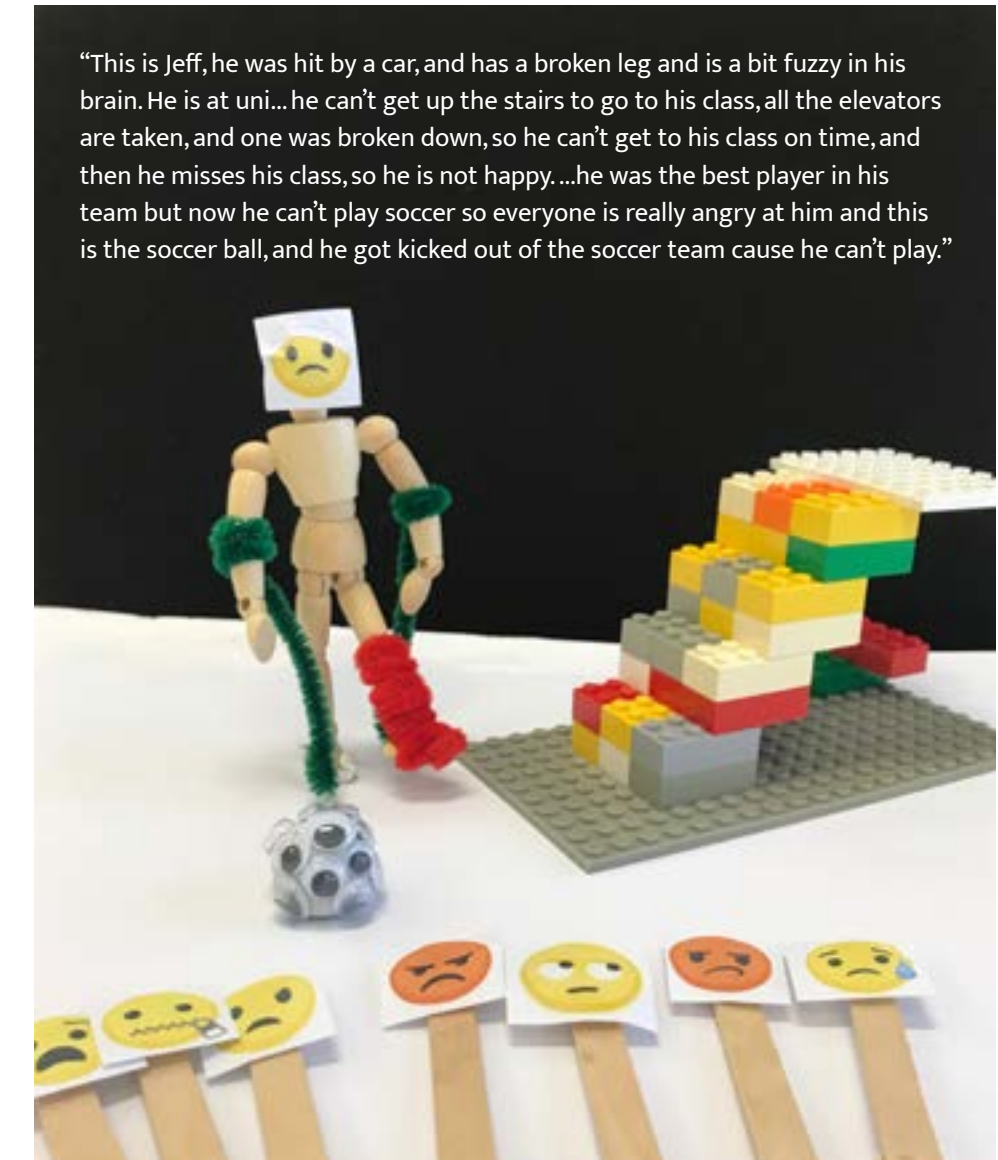 “This is Jeff, he was hit by a car, and has a broken leg and is a bit fuzzy in his
brain. He is at uni... he can’t get up the stairs to go to his class, all the elevators
are taken, and one was broken down, so he can’t get to his class on time, and
then he misses his class, so he is not happy. ...he was the best player in his
team but now he can’t play soccer so everyone is really angry at him and this
is the soccer ball, and he got kicked out of the soccer team cause he can’t play.”